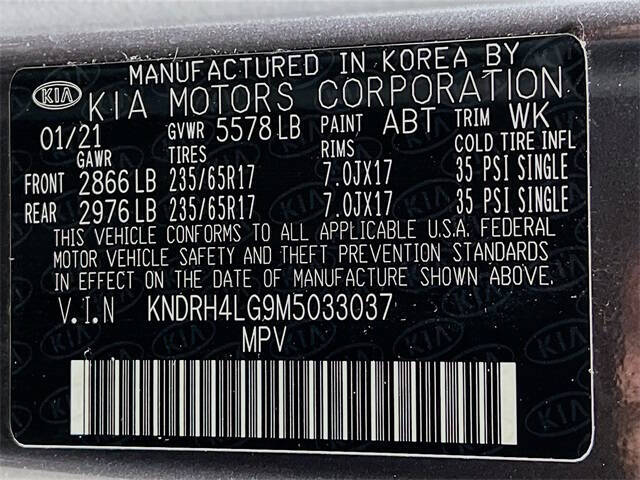 MANUFACTURED IN KOREA BY
KIA KIA MOTORS CORPORATION
01/21 GVWR 5578 LB PAINT ABT TRIM WK
GAWR TIRES RIMS COLD TIRE INFL
FRONT 2866 LB 235/65R17 7.0JX17 35 PSI SINGLE
REAR 2976 LB 235/65R17 7.0JX17 35 PSI SINGLE
THIS VEHICLE CONFORMS TO ALL APPLICABLE U.S.A. FEDERAL
MOTOR VEHICLE SAFETY AND THEFT PREVENTION STANDARDS
IN EFFECT ON THE DATE OF MANUFACTURE SHOWN ABOVE.
V.I.N KNDRH4LG9M5033037
MPV